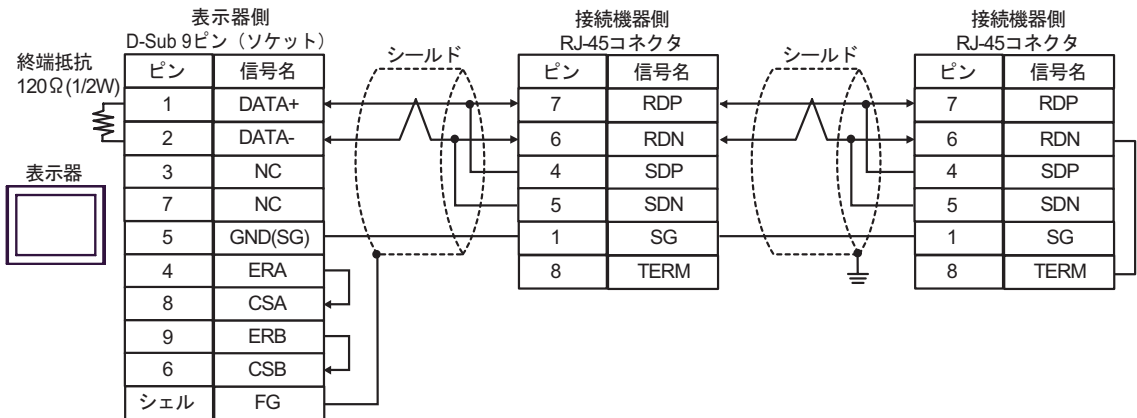 表示器側
D-Sub 9ピン（ソケット）
終端抵抗
120Ω(1/2W)
ピン 信号名
1 DATA+
2 DATA-
3 NC
7 NC
5 GND(SG)
4 ERA
8 CSA
9 ERB
6 CSB
シェル FG
表示器
シールド
接続機器側
RJ-45コネクタ
ピン 信号名
7 RDP
6 RDN
4 SDP
5 SDN
1 SG
8 TERM
シールド
接続機器側
RJ-45コネクタ
ピン 信号名
7 RDP
6 RDN
4 SDP
5 SDN
1 SG
8 TERM